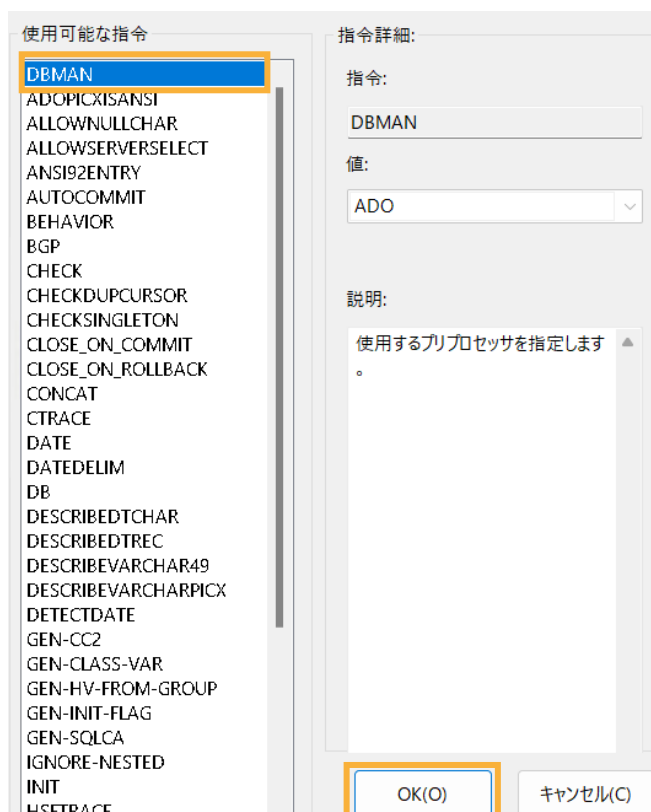 使用可能な指令
DBMAN
ADOPICXISANSI
ALLOWNULLCHAR
ALLOWSERVERSELECT
ANSI92ENTRY
AUTOCOMMIT
BEHAVIOR
BGP
CHECK
CHECKDUPCURSOR
CHECKSINGLETON
CLOSE_ON_COMMIT
CLOSE_ON_ROLLBACK
CONCAT
CTRACE
DATE
DATEDELIM
DB
DESCRIBEDTCHAR
DESCRIBEDTREC
DESCRIBEVARCHAR49
DESCRIBEVARCHARPICX
DETECTDATE
GEN-CC2
GEN-CLASS-VAR
GEN-HV-FROM-GROUP
GEN-INIT-FLAG
GEN-SQLCA
IGNORE-NESTED
INIT
HSFTRACE
指令詳細:
指令:
DBMAN
値:
ADO
説明:
使用するプリプロセッサを指定します
。
OK(O)
キャンセル(C)